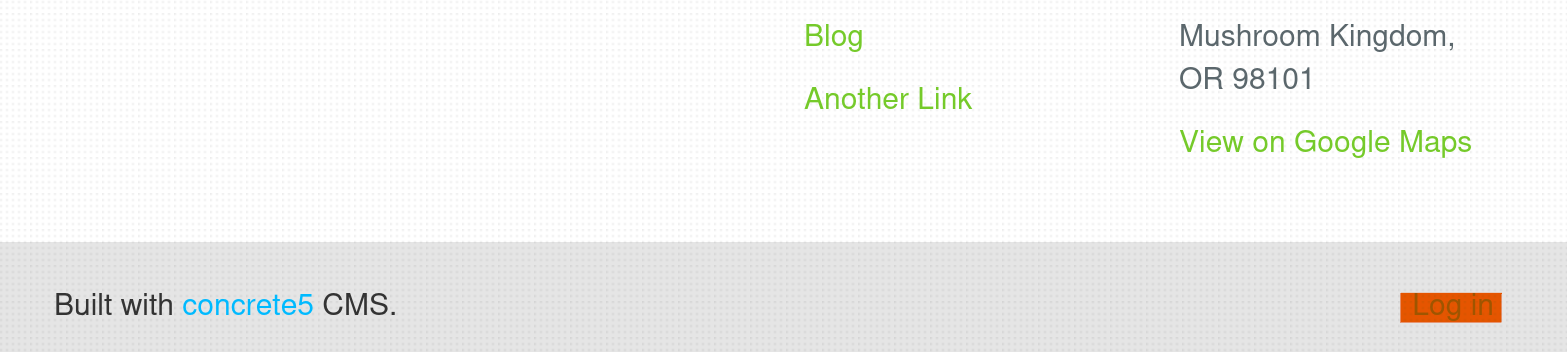 Blog
Another Link
Mushroom Kingdom,
OR 98101
View on Google Maps
Built with concrete5 CMS.
Log in